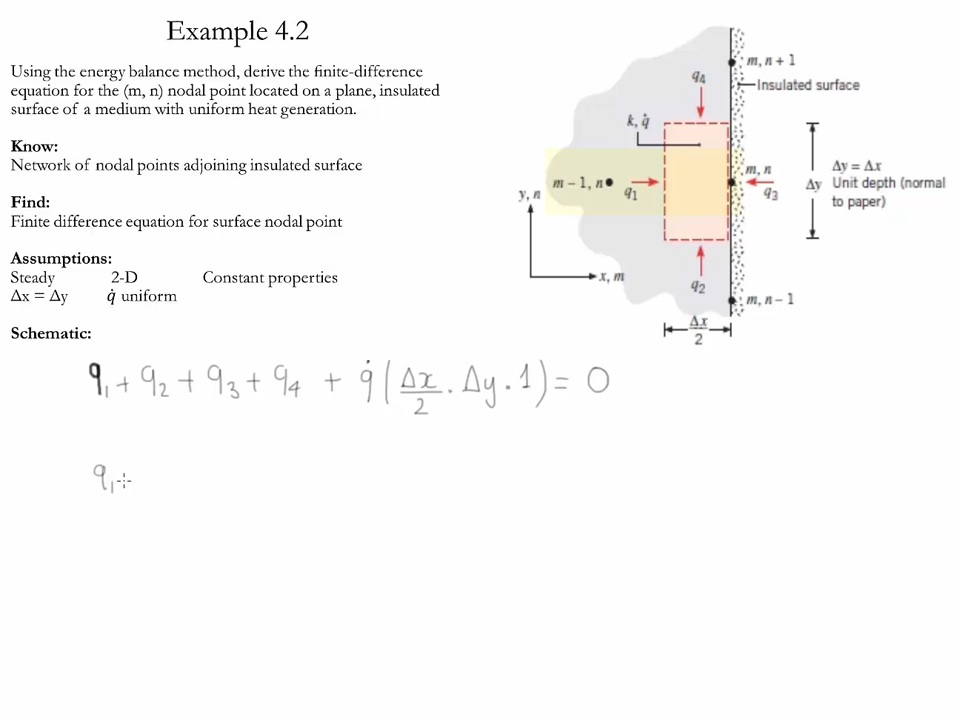 Example 4.2
Using the energy balance method, derive the finite-difference
equation for the (m, n) nodal point located on a plane, insulated
surface of a medium with uniform heat generation.
Know:
Network of nodal points adjoining insulated surface
Find:
Finite difference equation for surface nodal point
Assumptions:
Steady 2-D Constant properties
Δx = Δy q̇ uniform
Schematic:
m, n + 1
Insulated surface
q₄
k, q̇
m − 1, n
q₁
m, n
q₃
y, n
x, m
q₂
m, n − 1
Δx
2
Δy
Δy = Δx
Unit depth (normal
to paper)
q₁ + q₂ + q₃ + q₄ + q̇ (Δx/2 · Δy · 1) = 0
q₁